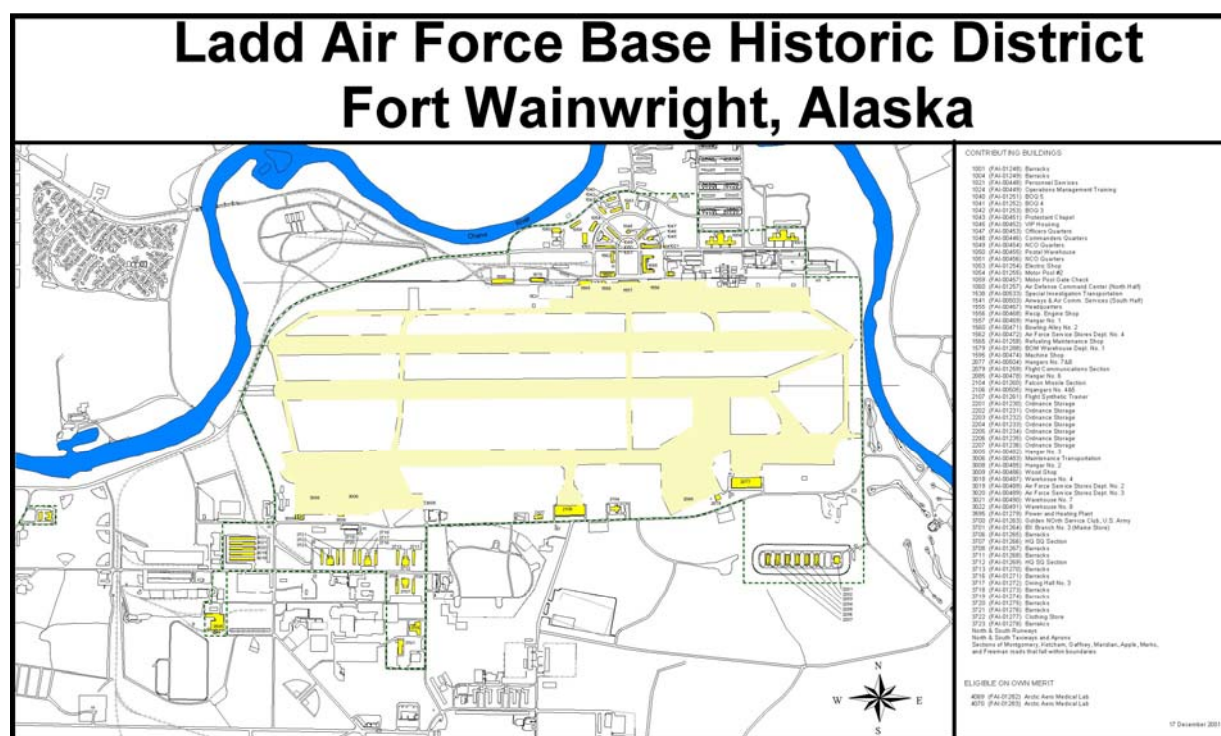 Ladd Air Force Base Historic District
Fort Wainwright, Alaska
CONTRIBUTING BUILDINGS
1001 (FAI-01248) Barracks
1004 (FAI-01249) Barracks
1021 (FAI-00448) Personnel Services
1024 (FAI-00449) Operations Management Training
1040 (FAI-01251) BOQ 5
1041 (FAI-01252) BOQ 4
1042 (FAI-01253) BOQ 3
1043 (FAI-00451) Protestant Chapel
1046 (FAI-00452) VIP Housing
1047 (FAI-00453) Officers Quarters
1048 (FAI-00446) Commanders Quarters
1049 (FAI-00454) NCO Quarters
1050 (FAI-00455) Postal Warehouse
1051 (FAI-00456) NCO Quarters
1053 (FAI-01254) Electric Shop
1054 (FAI-01255) Motor Pool #2
1059 (FAI-00457) Motor Pool Gate Check
1060 (FAI-01257) Air Defense Command Center (North Half)
1538 (FAI-00533) Special Investigation Transportation
1541 (FAI-00503) Airways & Air Comm. Services (South Half)
1555 (FAI-00467) Headquarters
1556 (FAI-00468) Recip. Engine Shop
1557 (FAI-00469) Hangar No. 1
1560 (FAI-00471) Bowling Alley No. 2
1562 (FAI-00472) Air Force Service Stores Dept. No. 4
1565 (FAI-01258) Refueling Maintenance Shop
1579 (FAI-01288) BOW Warehouse Dept. No. 1
1596 (FAI-00474) Machine Shop
2077 (FAI-00504) Hangers No. 7&8
2079 (FAI-01259) Flight Communications Section
2085 (FAI-00478) Hangar No. 6
2104 (FAI-01260) Falcon Missile Section
2106 (FAI-00505) Hqangars No. 4&5
2107 (FAI-01261) Flight Synthetic Trainer
2201 (FAI-01230) Ordnance Storage
2202 (FAI-01231) Ordnance Storage
2203 (FAI-01232) Ordnance Storage
2204 (FAI-01233) Ordnance Storage
2205 (FAI-01234) Ordnance Storage
2206 (FAI-01235) Ordnance Storage
2207 (FAI-01236) Ordnance Storage
3005 (FAI-00482) Hangar No. 3
3006 (FAI-00483) Maintenance Transportation
3008 (FAI-00485) Hangar No. 2
3009 (FAI-00486) Wood Shop
3018 (FAI-00487) Warehouse No. 4
3019 (FAI-00488) Air Force Service Stores Dept. No. 2
3020 (FAI-00489) Air Force Service Stores Dept. No. 3
3021 (FAI-00490) Warehouse No. 7
3022 (FAI-00491) Warehouse No. 8
3595 (FAI-01279) Power and Heating Plant
3700 (FAI-01263) Golden NOrth Service Club, U.S. Army
3701 (FAI-01264) BX Branch No. 3 (Maine Store)
3706 (FAI-01265) Barracks
3707 (FAI-01266) HQ SQ Section
3708 (FAI-01267) Barracks
3711 (FAI-01268) Barracks
3712 (FAI-01269) HQ SQ Section
3713 (FAI-01270) Barracks
3716 (FAI-01271) Barracks
3717 (FAI-01272) Dining Hall No. 3
3718 (FAI-01273) Barracks
3719 (FAI-01274) Barracks
3720 (FAI-01275) Barracks
3721 (FAI-01276) Barracks
3722 (FAI-01277) Clothing Store
3723 (FAI-01278) Barracks
North & South Runways
North & South Taxiways and Aprons
Sections of Montgomery, Ketcham, Gaffney, Meridian, Apple, Marks,
and Freeman roads that fall within boundaries
ELIGIBLE ON OWN MERIT
4069 (FAI-01282) Arctic Aero Medical Lab
4070 (FAI-01283) Arctic Aero Medical Lab
Chena River
2077
2106
N
W E
S
17 December 2001